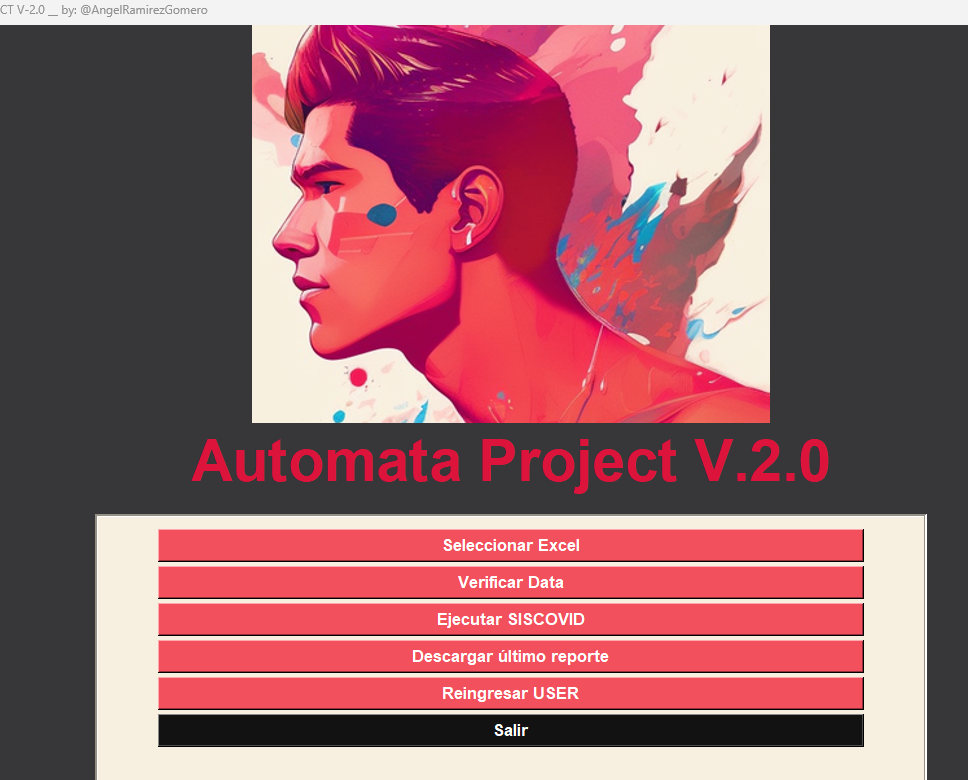 CT V-2.0 __ by: @AngelRamirezGomero
Automata Project V.2.0
Seleccionar Excel
Verificar Data
Ejecutar SISCOVID
Descargar último reporte
Reingresar USER
Salir